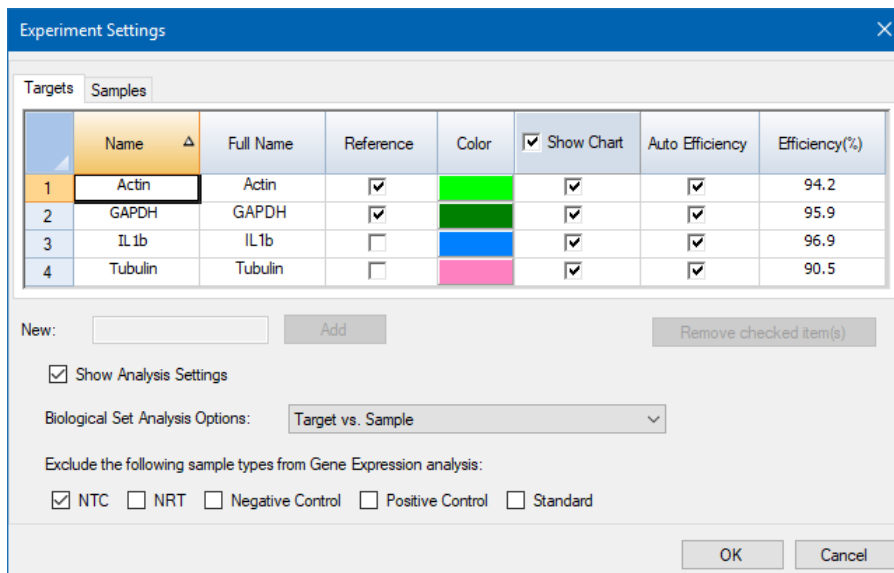 Experiment Settings
Targets Samples
Name Full Name Reference Color Show Chart Auto Efficiency Efficiency(%)
1 Actin Actin 94.2
2 GAPDH GAPDH 95.9
3 IL1b IL1b 96.9
4 Tubulin Tubulin 90.5
New: Add Remove checked item(s)
Show Analysis Settings
Biological Set Analysis Options: Target vs. Sample
Exclude the following sample types from Gene Expression analysis:
NTC NRT Negative Control Positive Control Standard
OK Cancel